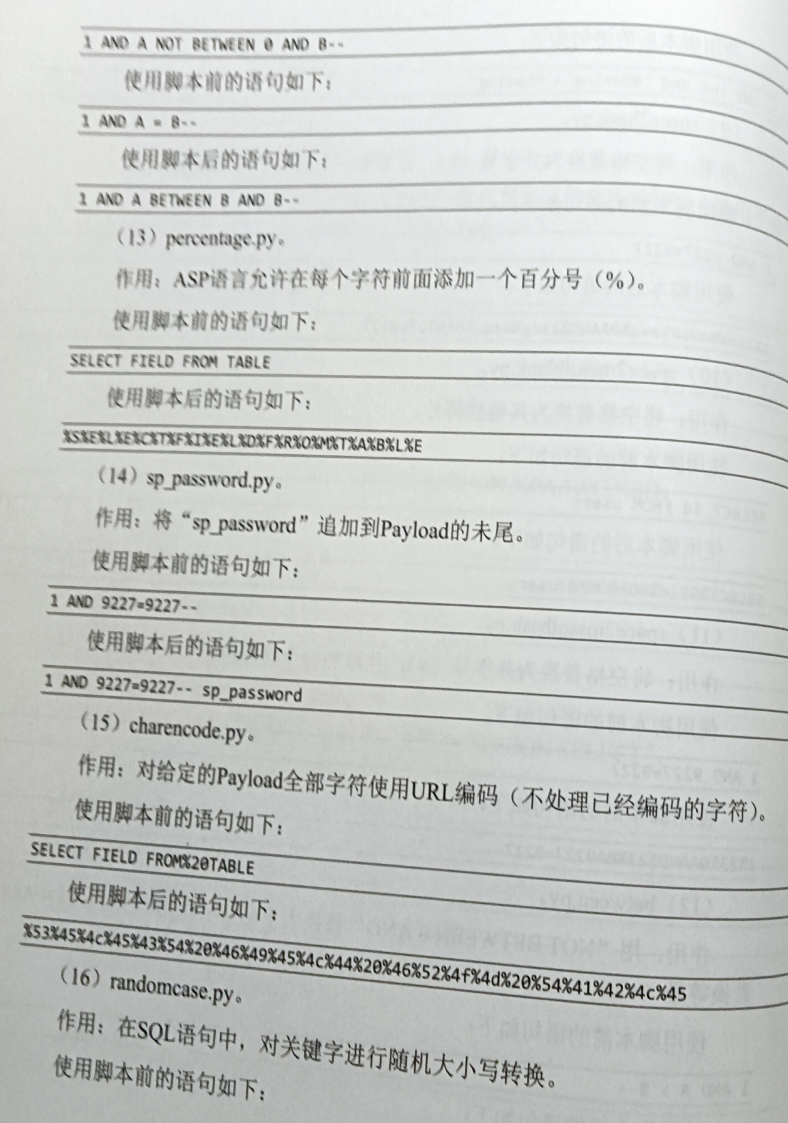 1 AND A NOT BETWEEN 0 AND B--
使用脚本前的语句如下：
1 AND A = B--
使用脚本后的语句如下：
1 AND A BETWEEN B AND B--
（13）percentage.py。
作用：ASP语言允许在每个字符前面添加一个百分号（%）。
使用脚本前的语句如下：
SELECT FIELD FROM TABLE
使用脚本后的语句如下：
%S%E%L%E%C%T%F%I%E%L%D%F%R%O%M%T%A%B%L%E
（14）sp_password.py。
作用：将“sp_password”追加到Payload的未尾。
使用脚本前的语句如下：
1 AND 9227=9227--
使用脚本后的语句如下：
1 AND 9227=9227-- sp_password
（15）charencode.py。
作用：对给定的Payload全部字符使用URL编码（不处理已经编码的字符）。
使用脚本前的语句如下：
SELECT FIELD FROM%20TABLE
使用脚本后的语句如下：
%53%45%4c%45%43%54%20%46%49%45%4c%44%20%46%52%4f%4d%20%54%41%42%4c%45
（16）randomcase.py。
作用：在SQL语句中，对关键字进行随机大小写转换。
使用脚本前的语句如下：